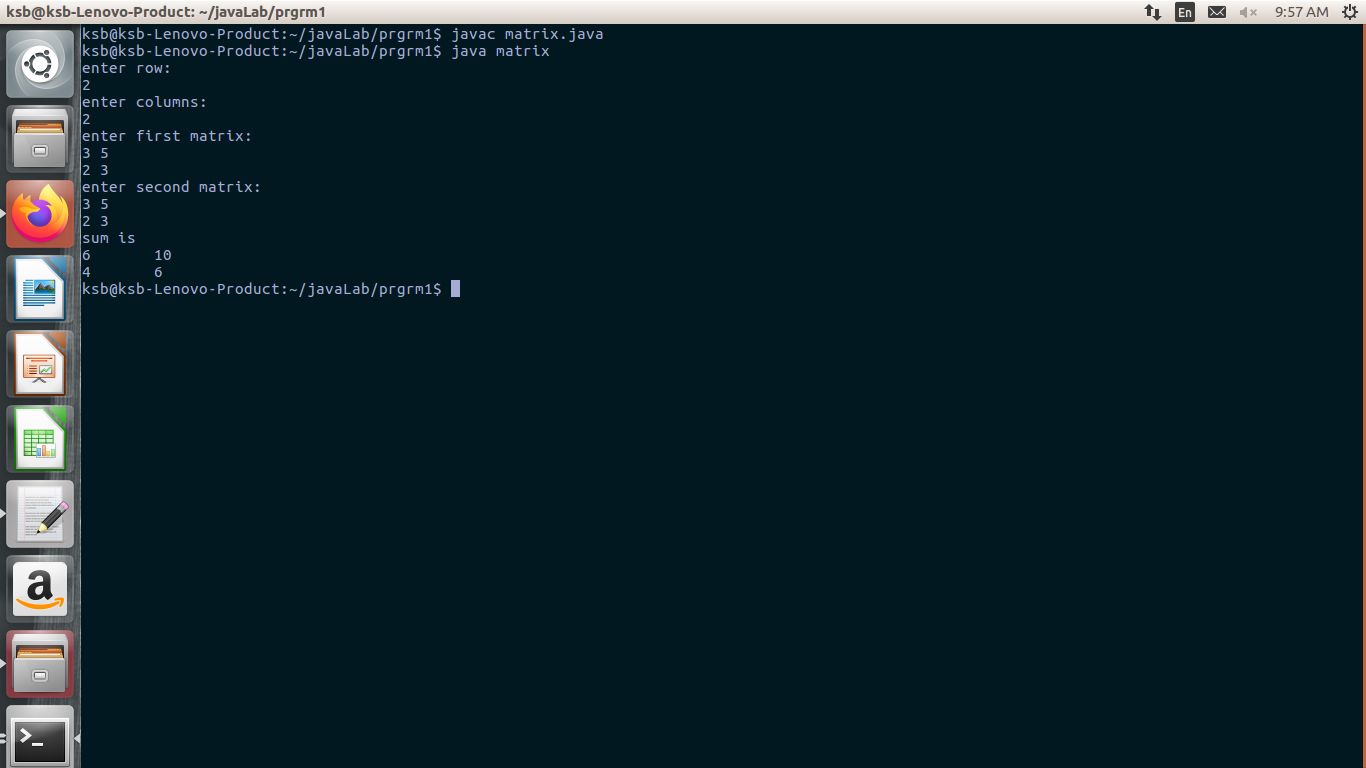 ksb@ksb-Lenovo-Product: ~/javaLab/prgrm1
En
9:57 AM
ksb@ksb-Lenovo-Product:~/javaLab/prgrm1$ javac matrix.java
ksb@ksb-Lenovo-Product:~/javaLab/prgrm1$ java matrix
enter row:
2
enter columns:
2
enter first matrix:
3 5
2 3
enter second matrix:
3 5
2 3
sum is
6	10
4	6
ksb@ksb-Lenovo-Product:~/javaLab/prgrm1$
a
>_